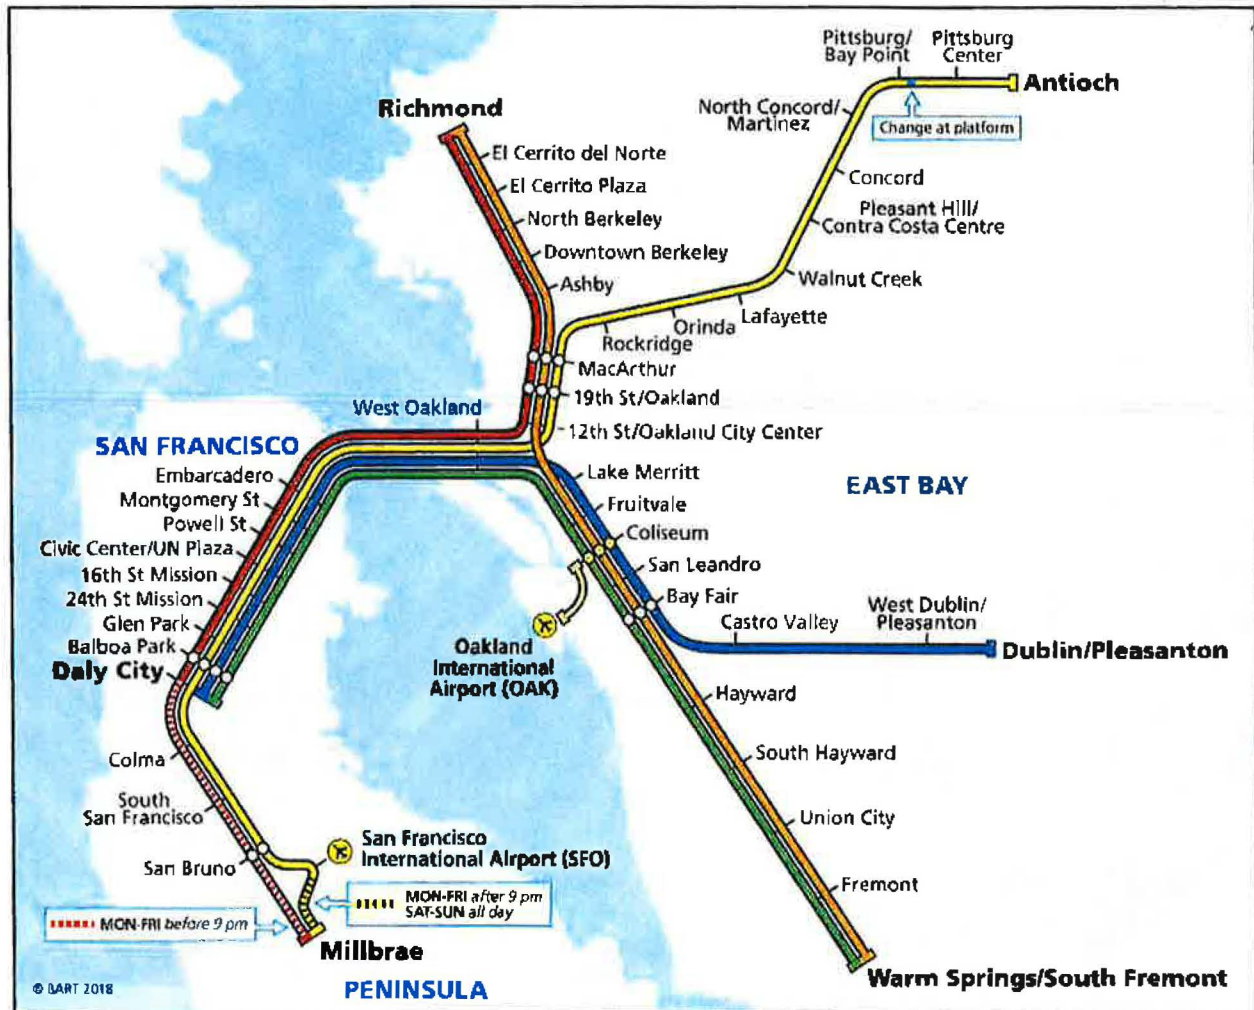 Pittsburg/
Bay Point
Pittsburg
Center
Antioch
Richmond
North Concord/
Martinez
Change at platform
El Cerrito del Norte
El Cerrito Plaza
Concord
North Berkeley
Pleasant Hill/
Contra Costa Centre
Downtown Berkeley
Ashby
Walnut Creek
Lafayette
Orinda
Rockridge
MacArthur
19th St/Oakland
West Oakland
12th St/Oakland City Center
SAN FRANCISCO
Embarcadero
Montgomery St
Powell St
Civic Center/UN Plaza
16th St Mission
24th St Mission
Glen Park
Balboa Park
Daly City
Lake Merritt
EAST BAY
Fruitvale
Coliseum
San Leandro
Bay Fair
Castro Valley
West Dublin/
Pleasanton
Dublin/Pleasanton
Oakland
International
Airport (OAK)
Hayward
South Hayward
Union City
Fremont
Warm Springs/South Fremont
Colma
South
San Francisco
San Bruno
San Francisco
International Airport (SFO)
MON-FRI after 9 pm
SAT-SUN all day
MON-FRI before 9 pm
Millbrae
PENINSULA
© BART 2018